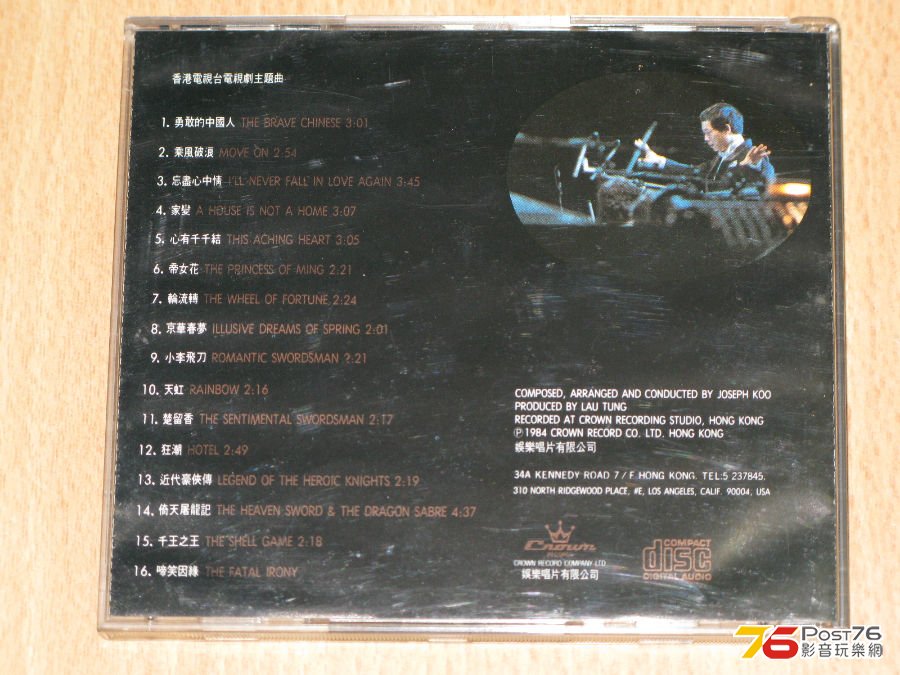 香港電視台電視劇主題曲
1. 勇敢的中國人 THE BRAVE CHINESE 3:01
2. 乘風破浪 MOVE ON 2:54
3. 忘盡心中情 I'LL NEVER FALL IN LOVE AGAIN 3:45
4. 家變 A HOUSE IS NOT A HOME 3:07
5. 心有千千結 THIS ACHING HEART 3:05
6. 帝女花 THE PRINCESS OF MING 2:21
7. 輪流轉 THE WHEEL OF FORTUNE 2:24
8. 京華春夢 ILLUSIVE DREAMS OF SPRING 2:01
9. 小李飛刀 ROMANTIC SWORDSMAN ?:21
10. 天虹 RAINBOW 2:16
11. 楚留香 THE SENTIMENTAL SWORDSMAN 2:17
12. 狂潮 HOTEL 2:49
13. 近代豪俠傳 LEGEND OF THE HEROIC KNIGHTS 2:19
14. 倚天屠龍記 THE HEAVEN SWORD & THE DRAGON SABRE 4:37
15. 千王之王 THE SHELL GAME 2:18
16. 啼笑因緣 THE FATAL IRONY
COMPOSED, ARRANGED AND CONDUCTED BY JOSEPH KOO
PRODUCED BY LAU TUNG
RECORDED AT CROWN RECORDING STUDIO, HONG KONG
℗ 1984 CROWN RECORD CO. LTD. HONG KONG
娛樂唱片有限公司
34A KENNEDY ROAD 7/F HONG KONG. TEL:5 237845.
310 NORTH RIDGEWOOD PLACE, #E, LOS ANGELES, CALIF. 90004, USA
Crown
CROWN RECORD COMPANY LTD
娛樂唱片有限公司
COMPACT
disc
DIGITAL AUDIO
76 Post76
影音玩樂網